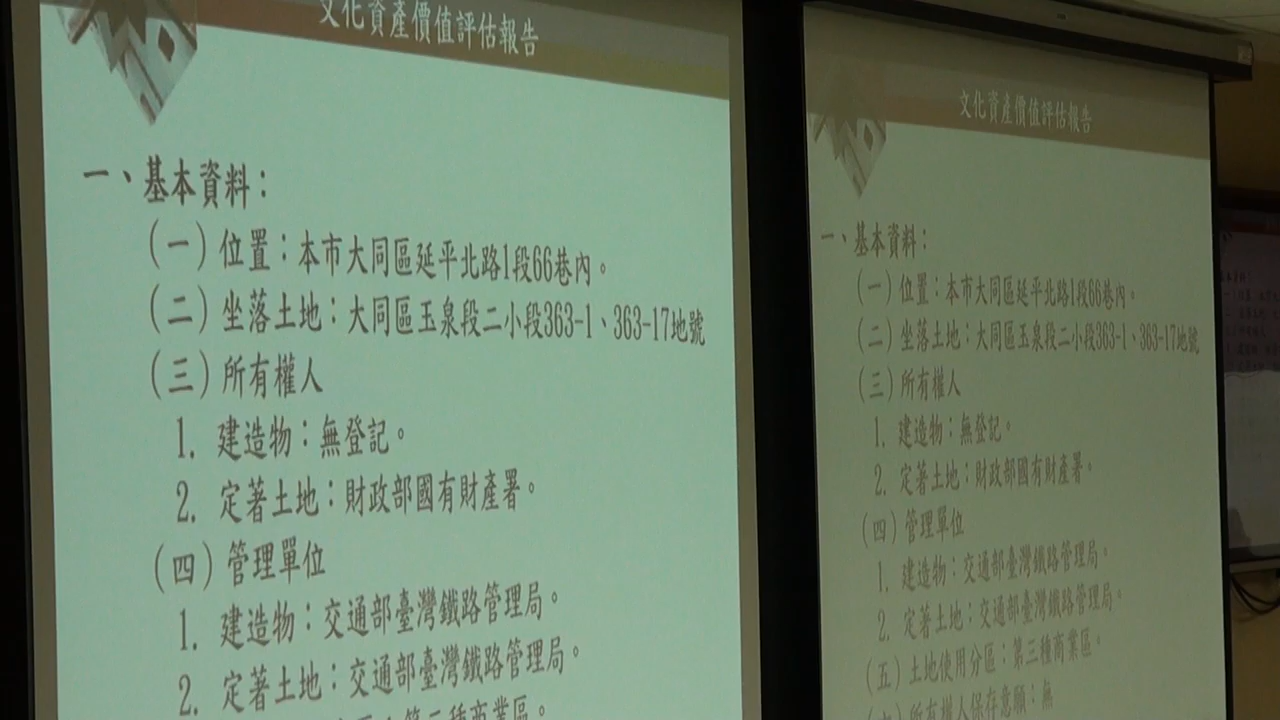 文化資產價值評估報告
一、基本資料：
(一)位置：本市大同區延平北路1段66巷內。
(二)坐落土地：大同區玉泉段二小段363-1、363-17地號
(三)所有權人
1. 建造物：無登記。
2. 定著土地：財政部國有財產署。
(四)管理單位
1. 建造物：交通部臺灣鐵路管理局。
2. 定著土地：交通部臺灣鐵路管理局。
文化資產價值評估報告
一、基本資料：
(一)位置：本市大同區延平北路1段66巷內。
(二)坐落土地：大同區玉泉段二小段363-1、363-17地號
(三)所有權人
1. 建造物：無登記。
2. 定著土地：財政部國有財產署。
(四)管理單位
1. 建造物：交通部臺灣鐵路管理局。
2. 定著土地：交通部臺灣鐵路管理局。
(五)土地使用分區：第三種商業區。
所有權人保存意願：無